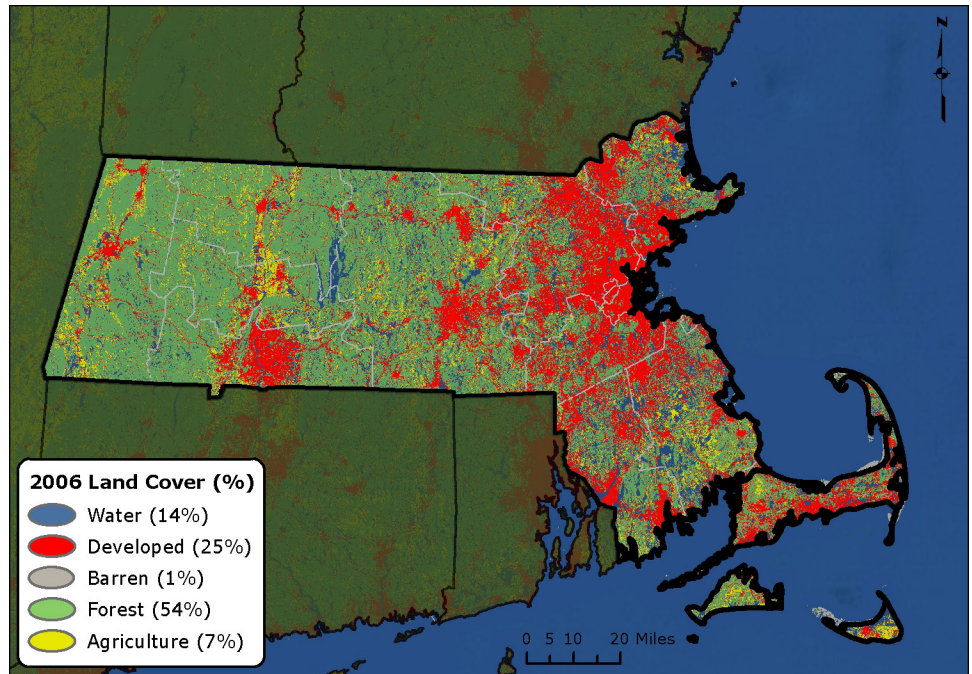 N
2006 Land Cover (%)
Water (14%)
Developed (25%)
Barren (1%)
Forest (54%)
Agriculture (7%)
0 5 10 20 Miles